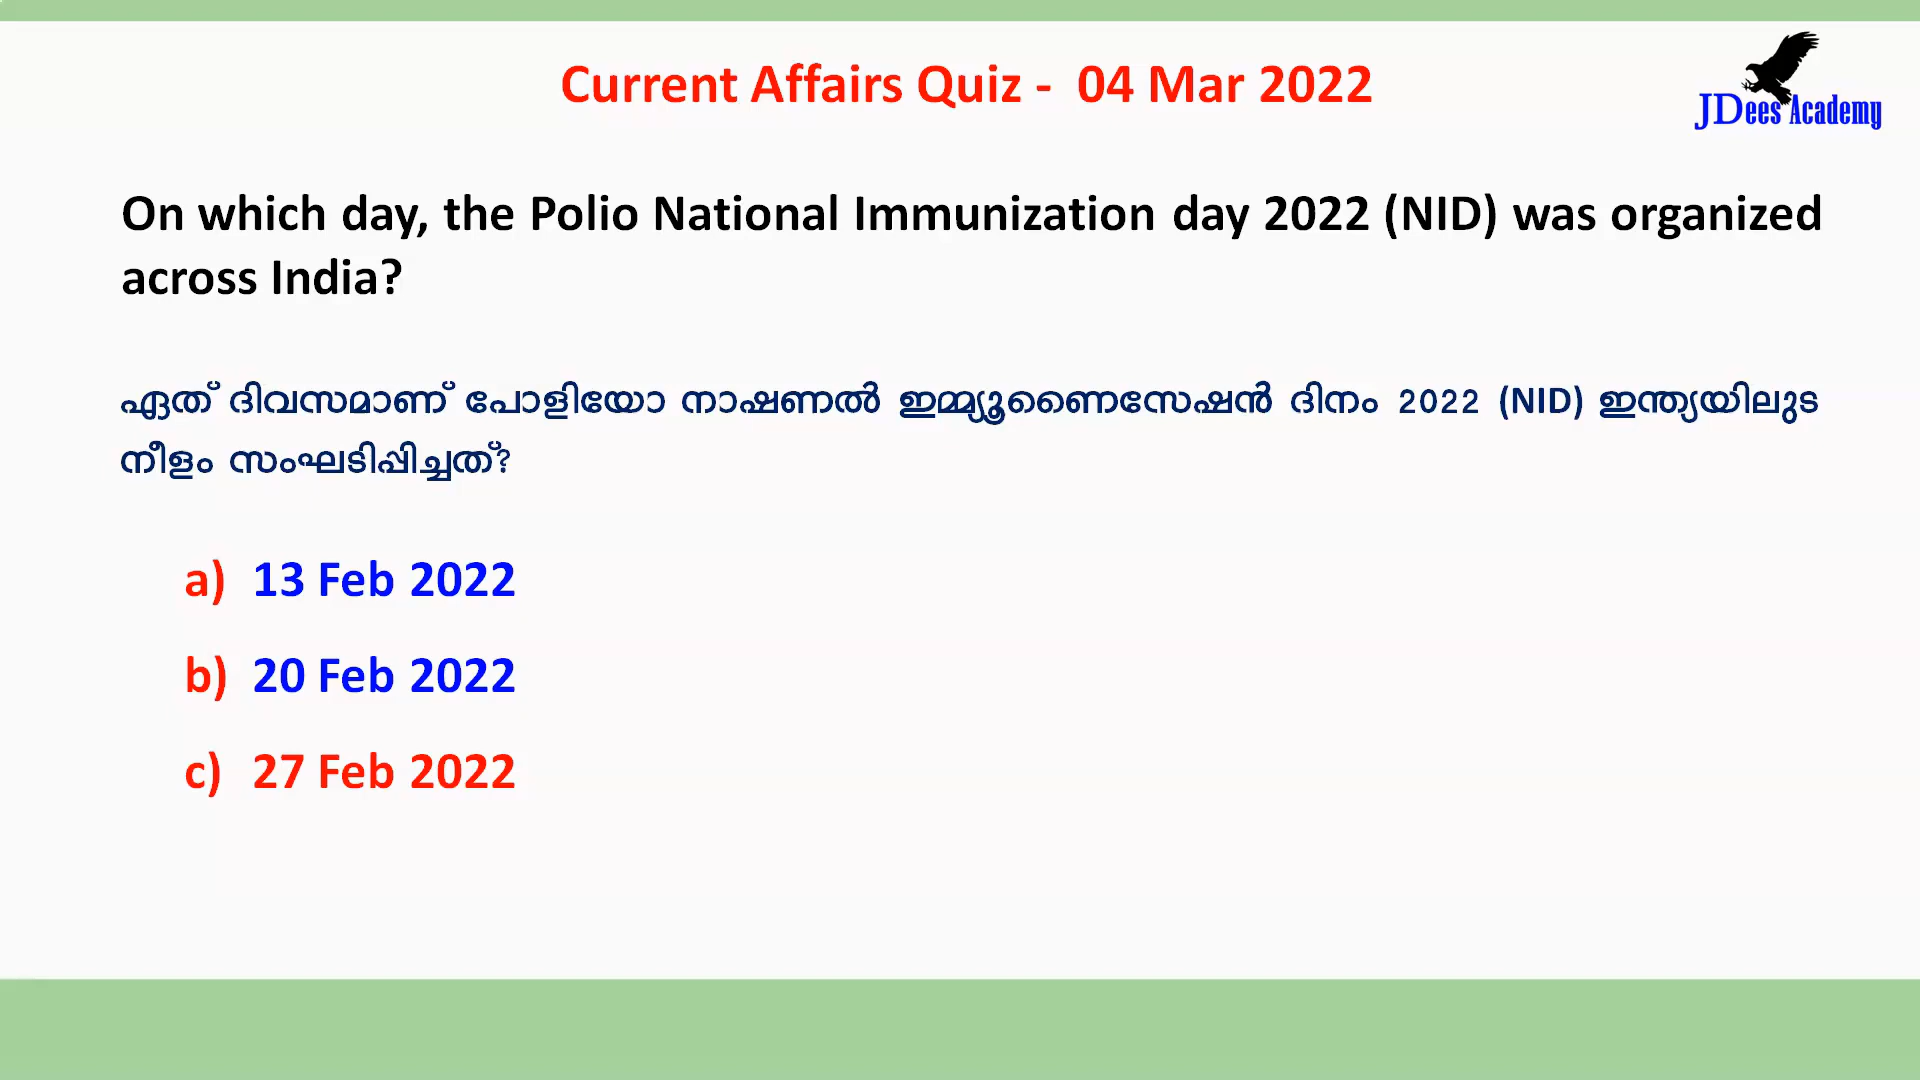 Current Affairs Quiz - 04 Mar 2022
JDees Academy
On which day, the Polio National Immunization day 2022 (NID) was organized
across India?
ഏത് ദിവസമാണ് പോളിയോ നാഷണൽ ഇമ്മ്യൂണൈസേഷൻ ദിനം 2022 (NID) ഇന്ത്യയിലുട
നീളം സംഘടിപ്പിച്ചത്?
a) 13 Feb 2022
b) 20 Feb 2022
c) 27 Feb 2022